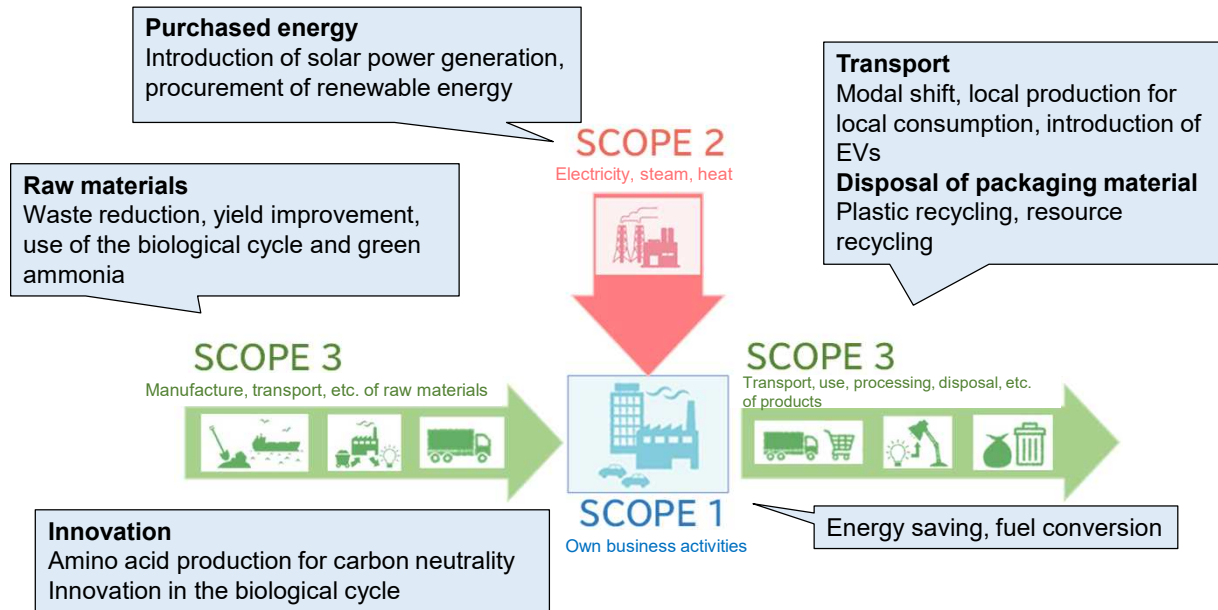 Purchased energy
Introduction of solar power generation,
procurement of renewable energy
Transport
Modal shift, local production for
local consumption, introduction of
EVs
Disposal of packaging material
Plastic recycling, resource
recycling
SCOPE 2
Electricity, steam, heat
Raw materials
Waste reduction, yield improvement,
use of the biological cycle and green
ammonia
SCOPE 3
Manufacture, transport, etc. of raw materials
SCOPE 3
Transport, use, processing, disposal, etc.
of products
SCOPE 1
Own business activities
Innovation
Amino acid production for carbon neutrality
Innovation in the biological cycle
Energy saving, fuel conversion